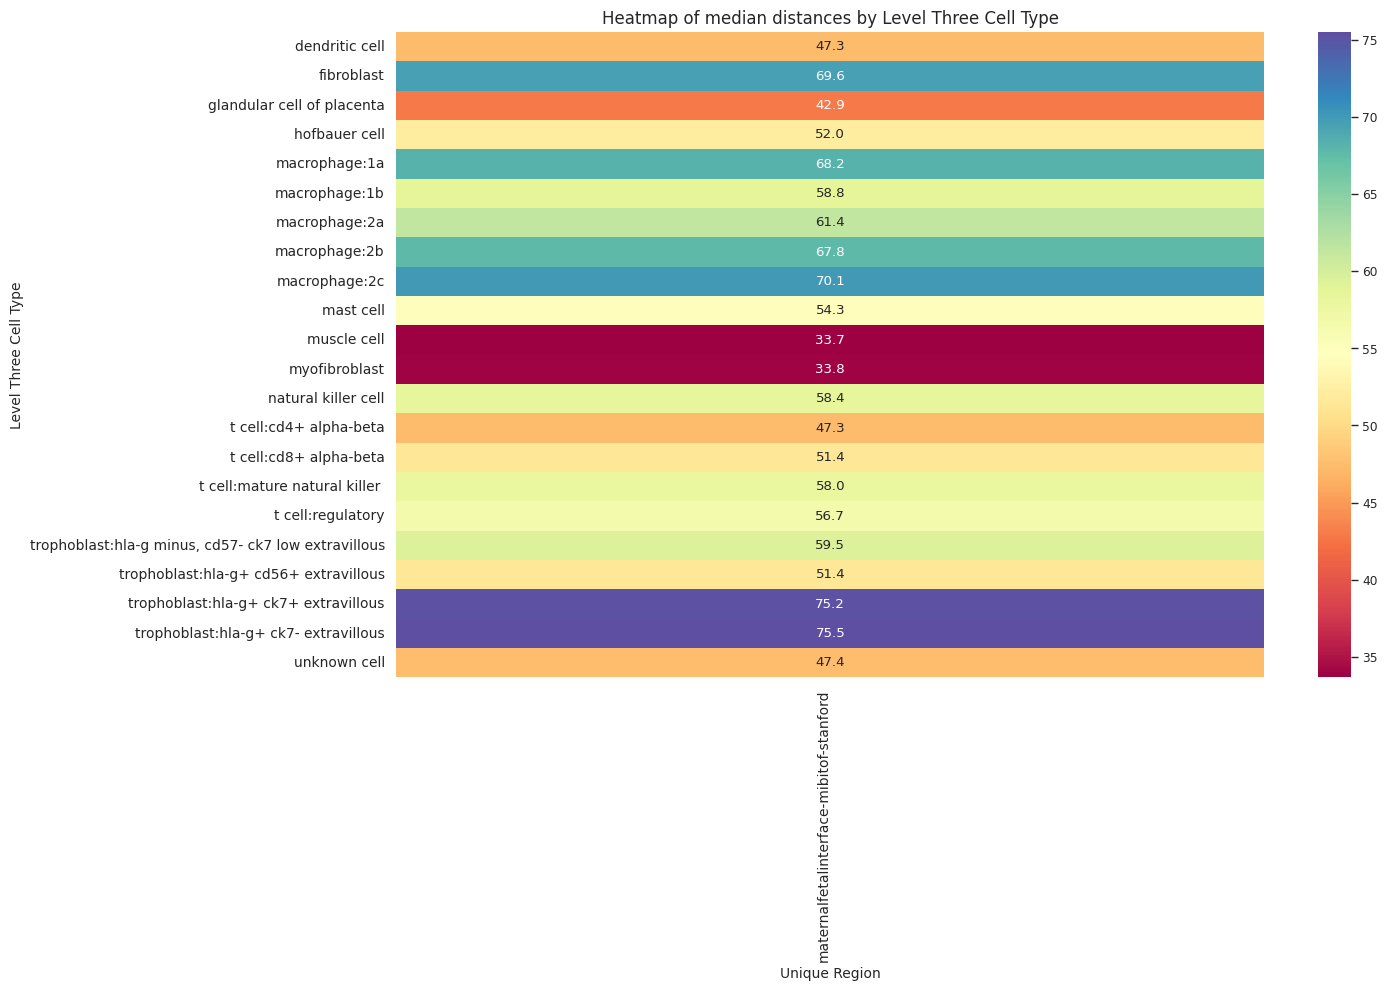 Heatmap of median distances by Level Three Cell Type
Level Three Cell Type
dendritic cell 47.3
fibroblast 69.6
glandular cell of placenta 42.9
hofbauer cell 52.0
macrophage:1a 68.2
macrophage:1b 58.8
macrophage:2a 61.4
macrophage:2b 67.8
macrophage:2c 70.1
mast cell 54.3
muscle cell 33.7
myofibroblast 33.8
natural killer cell 58.4
t cell:cd4+ alpha-beta 47.3
t cell:cd8+ alpha-beta 51.4
t cell:mature natural killer 58.0
t cell:regulatory 56.7
trophoblast:hla-g minus, cd57- ck7 low extravillous 59.5
trophoblast:hla-g+ cd56+ extravillous 51.4
trophoblast:hla-g+ ck7+ extravillous 75.2
trophoblast:hla-g+ ck7- extravillous 75.5
unknown cell 47.4
75
70
65
60
55
50
45
40
35
maternalfetalinterface-mibitof-stanford
Unique Region